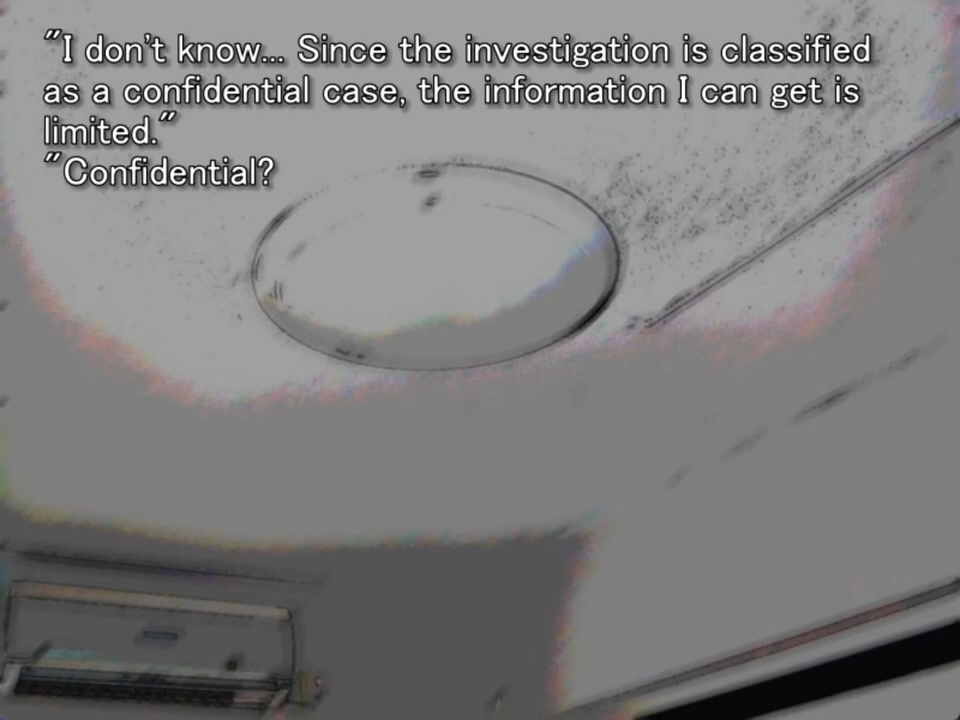 "I don't know... Since the investigation is classified
as a confidential case, the information I can get is
limited."
"Confidential?